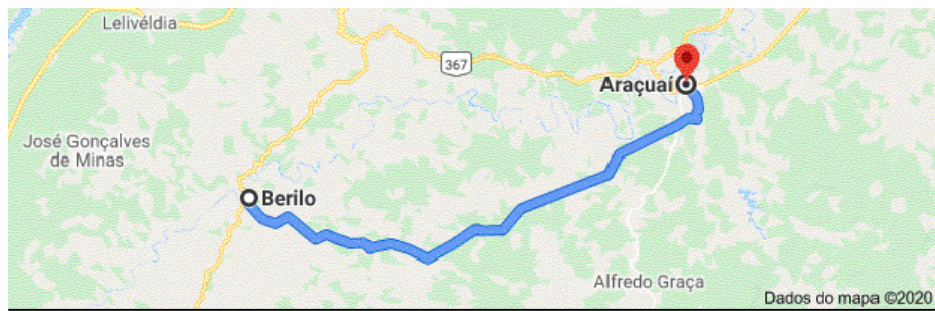 Lelivéldia
367
Araçuaí
José Gonçalves
de Minas
Berilo
Alfredo Graça
Dados do mapa ©2020